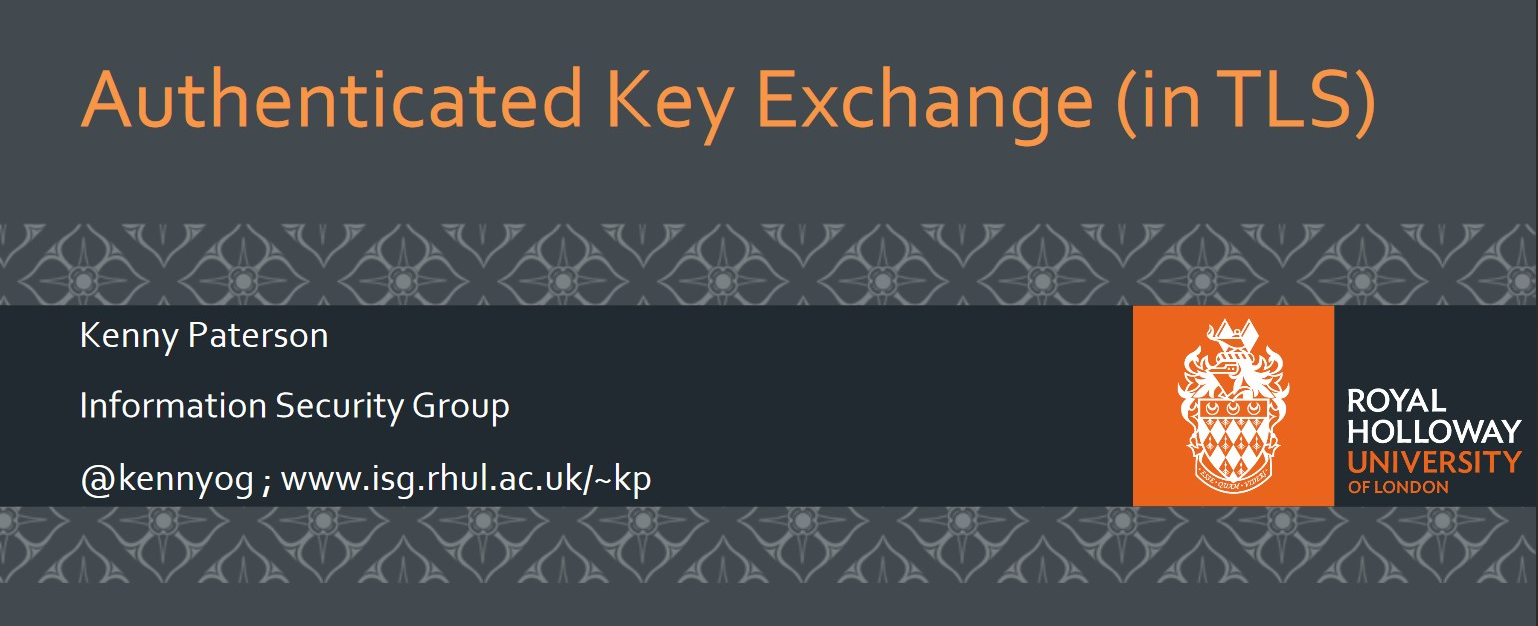 Authenticated Key Exchange (in TLS)
Kenny Paterson
Information Security Group
@kennyog ; www.isg.rhul.ac.uk/~kp
ESSE · QUAM · VIDERI
ROYAL
HOLLOWAY
UNIVERSITY
OF LONDON